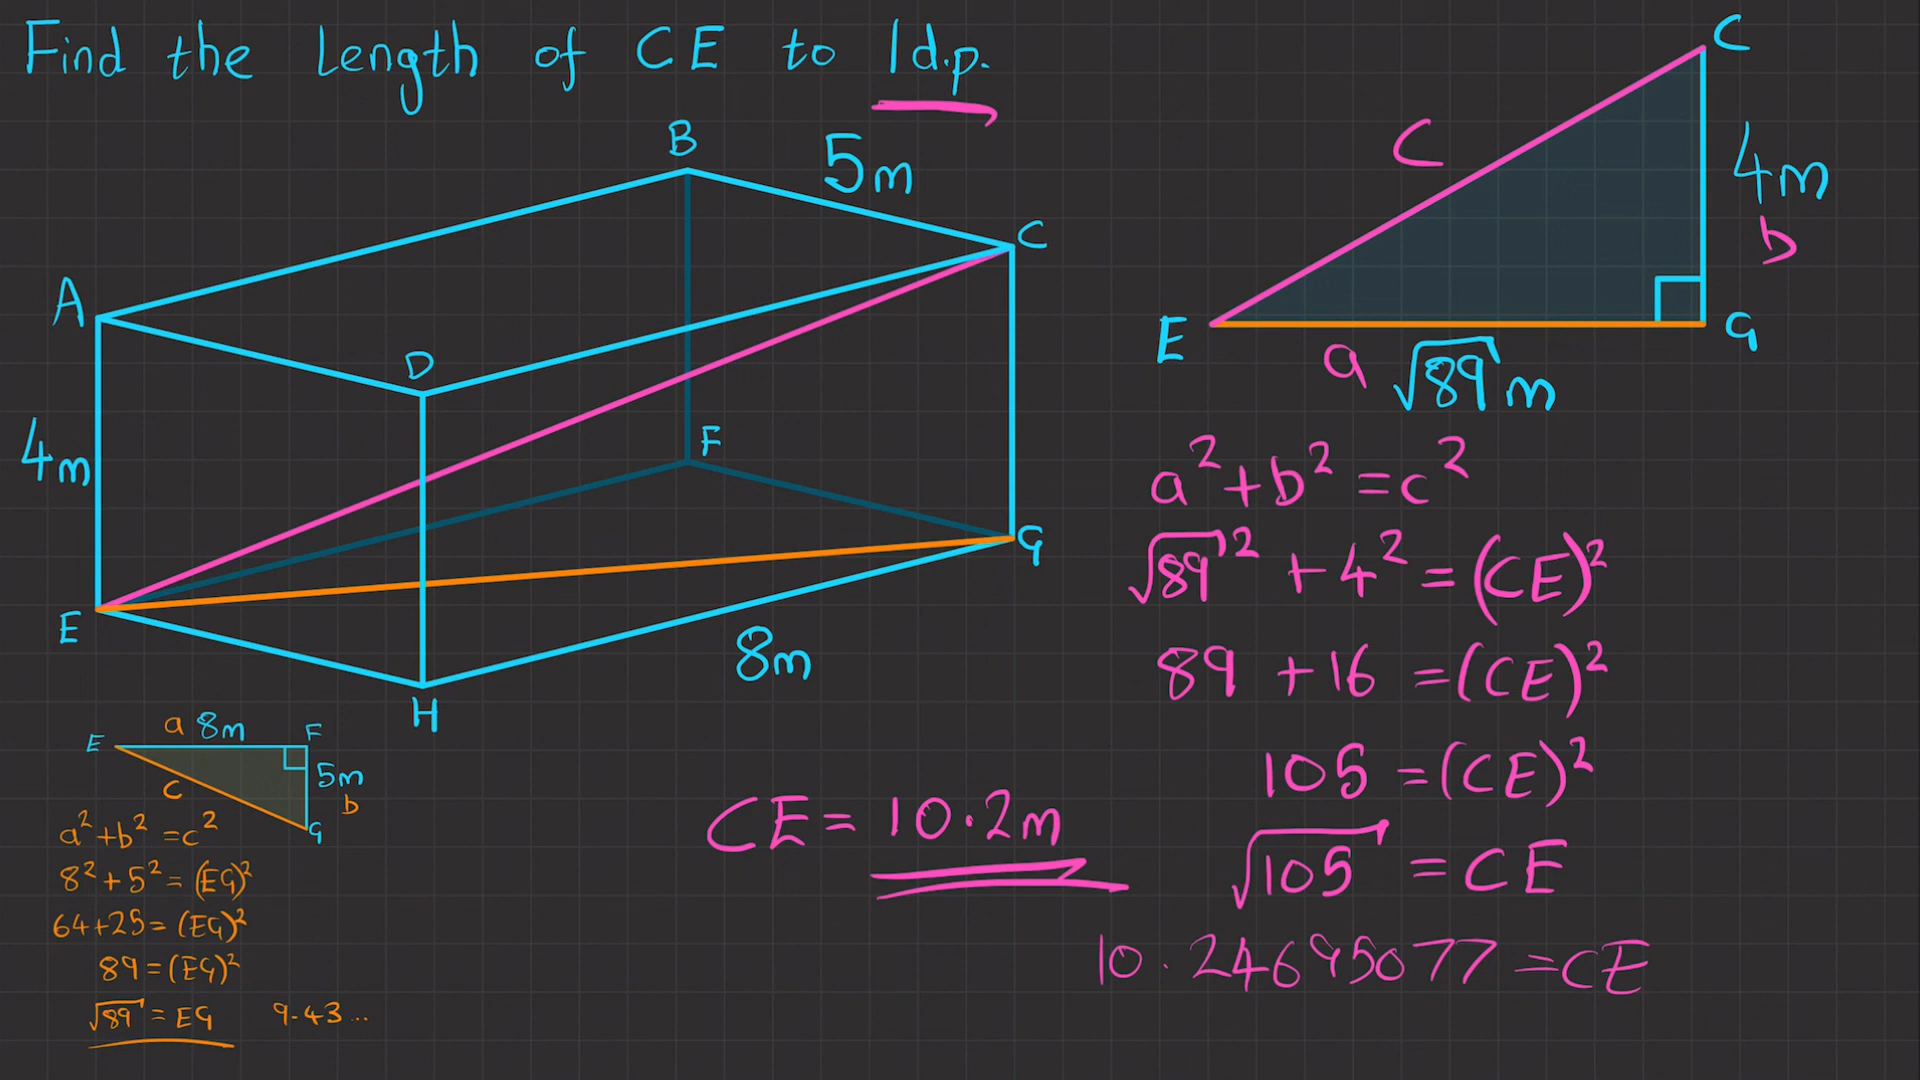 Find the length of CE to 1d.p.
B
5m
C
A
D
4m
F
G
E
8m
H
C
C
4m
b
E
G
a √89 m
a² + b² = c²
√89² + 4² = (CE)²
89 + 16 = (CE)²
105 = (CE)²
√105 = CE
10.24695077 = CE
a 8m
E
F
5m
c
b
G
a² + b² = c²
8² + 5² = (EG)²
64 + 25 = (EG)²
89 = (EG)²
√89 = EG 9.43...
CE = 10.2m